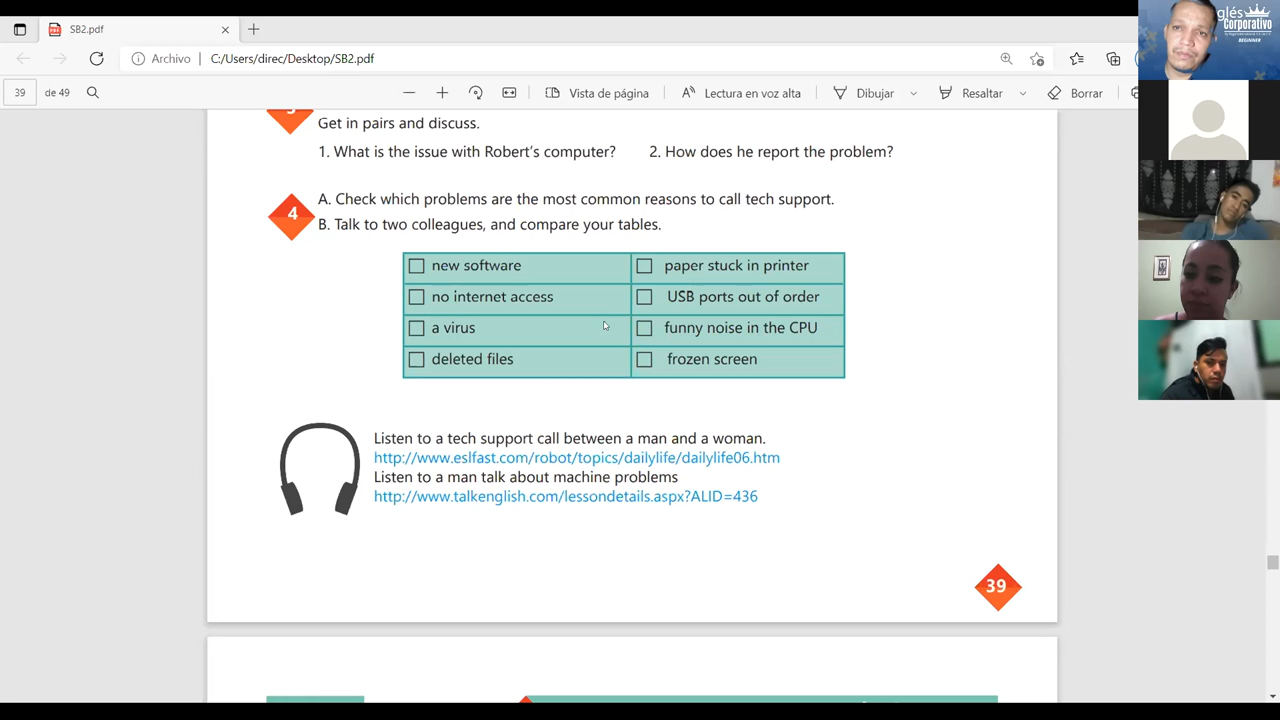 SB2.pdf
Archivo
C:/Users/direc/Desktop/SB2.pdf
39
de 49
Vista de página
Lectura en voz alta
Dibujar
Resaltar
Borrar
Get in pairs and discuss.
1. What is the issue with Robert's computer? 2. How does he report the problem?
4
A. Check which problems are the most common reasons to call tech support.
B. Talk to two colleagues, and compare your tables.
new software
paper stuck in printer
no internet access
USB ports out of order
a virus
funny noise in the CPU
deleted files
frozen screen
Listen to a tech support call between a man and a woman.
http://www.eslfast.com/robot/topics/dailylife/dailylife06.htm
Listen to a man talk about machine problems
http://www.talkenglish.com/lessondetails.aspx?ALID=436
39
glés
Corporativo
BEGINNER